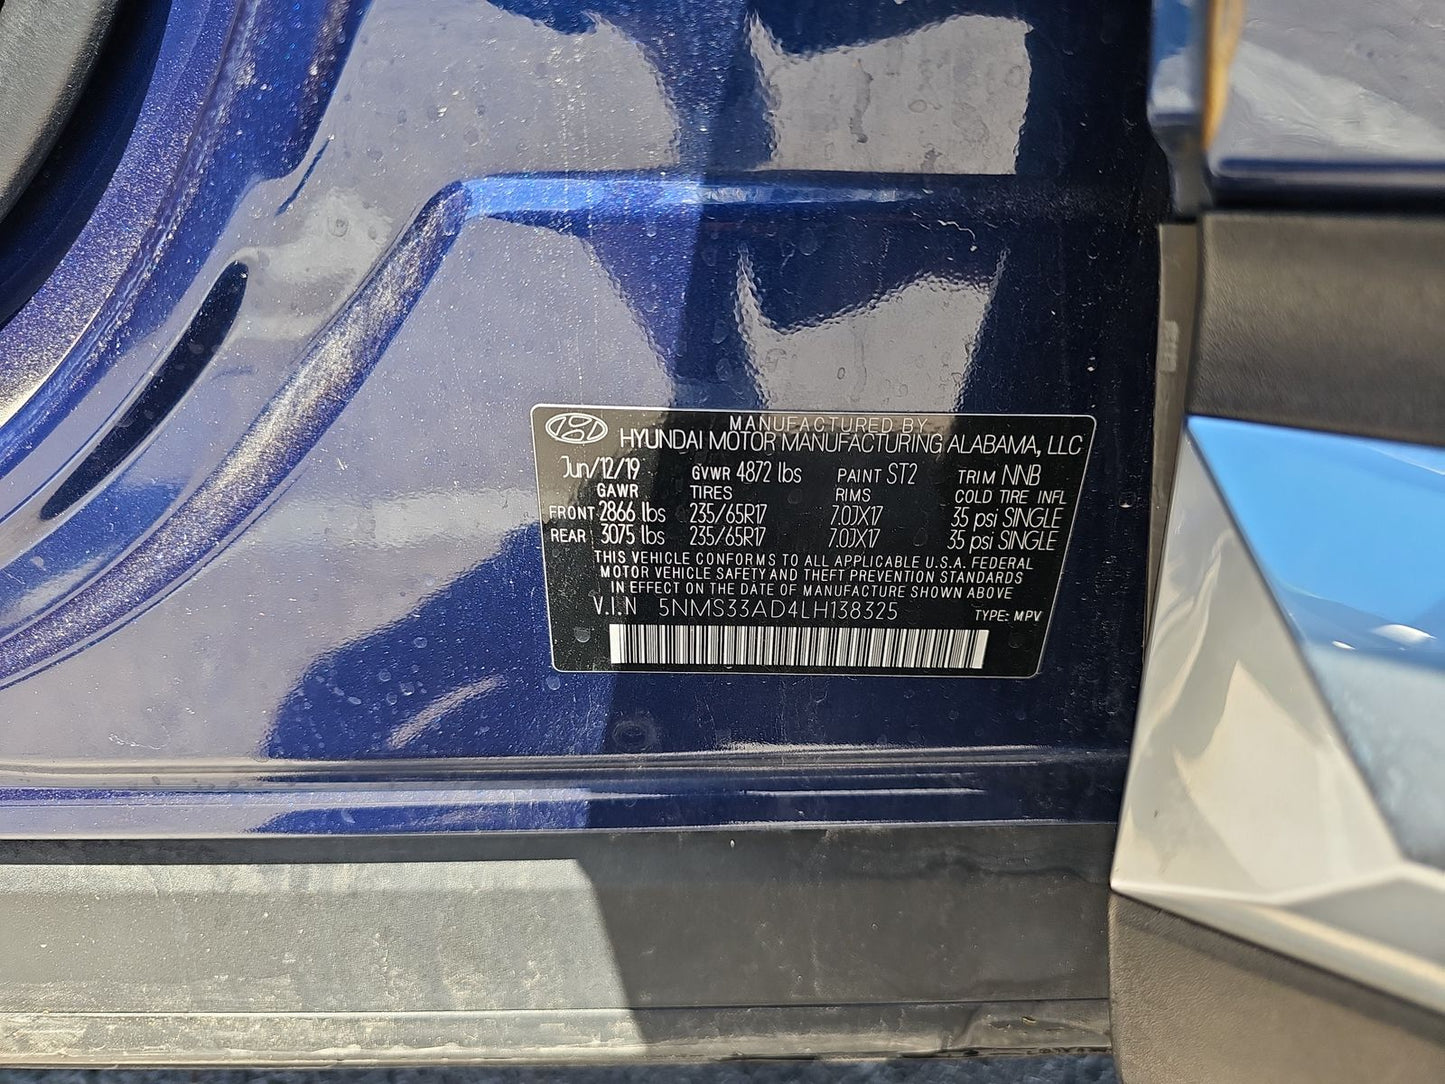 MANUFACTURED BY
HYUNDAI MOTOR MANUFACTURING ALABAMA, LLC
Jun/12/19 GVWR 4872 lbs PAINT ST2 TRIM NNB
GAWR TIRES RIMS COLD TIRE INFL
FRONT 2866 lbs 235/65R17 7.0JX17 35 psi SINGLE
REAR 3075 lbs 235/65R17 7.0JX17 35 psi SINGLE
THIS VEHICLE CONFORMS TO ALL APPLICABLE U.S.A. FEDERAL
MOTOR VEHICLE SAFETY AND THEFT PREVENTION STANDARDS
IN EFFECT ON THE DATE OF MANUFACTURE SHOWN ABOVE
V.I.N 5NMS33AD4LH138325 TYPE: MPV